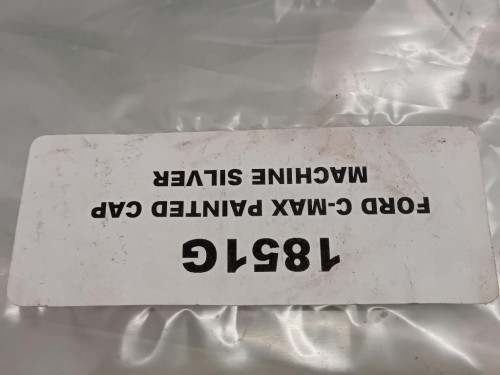 1851G
FORD C-MAX PAINTED CAP
MACHINE SILVER